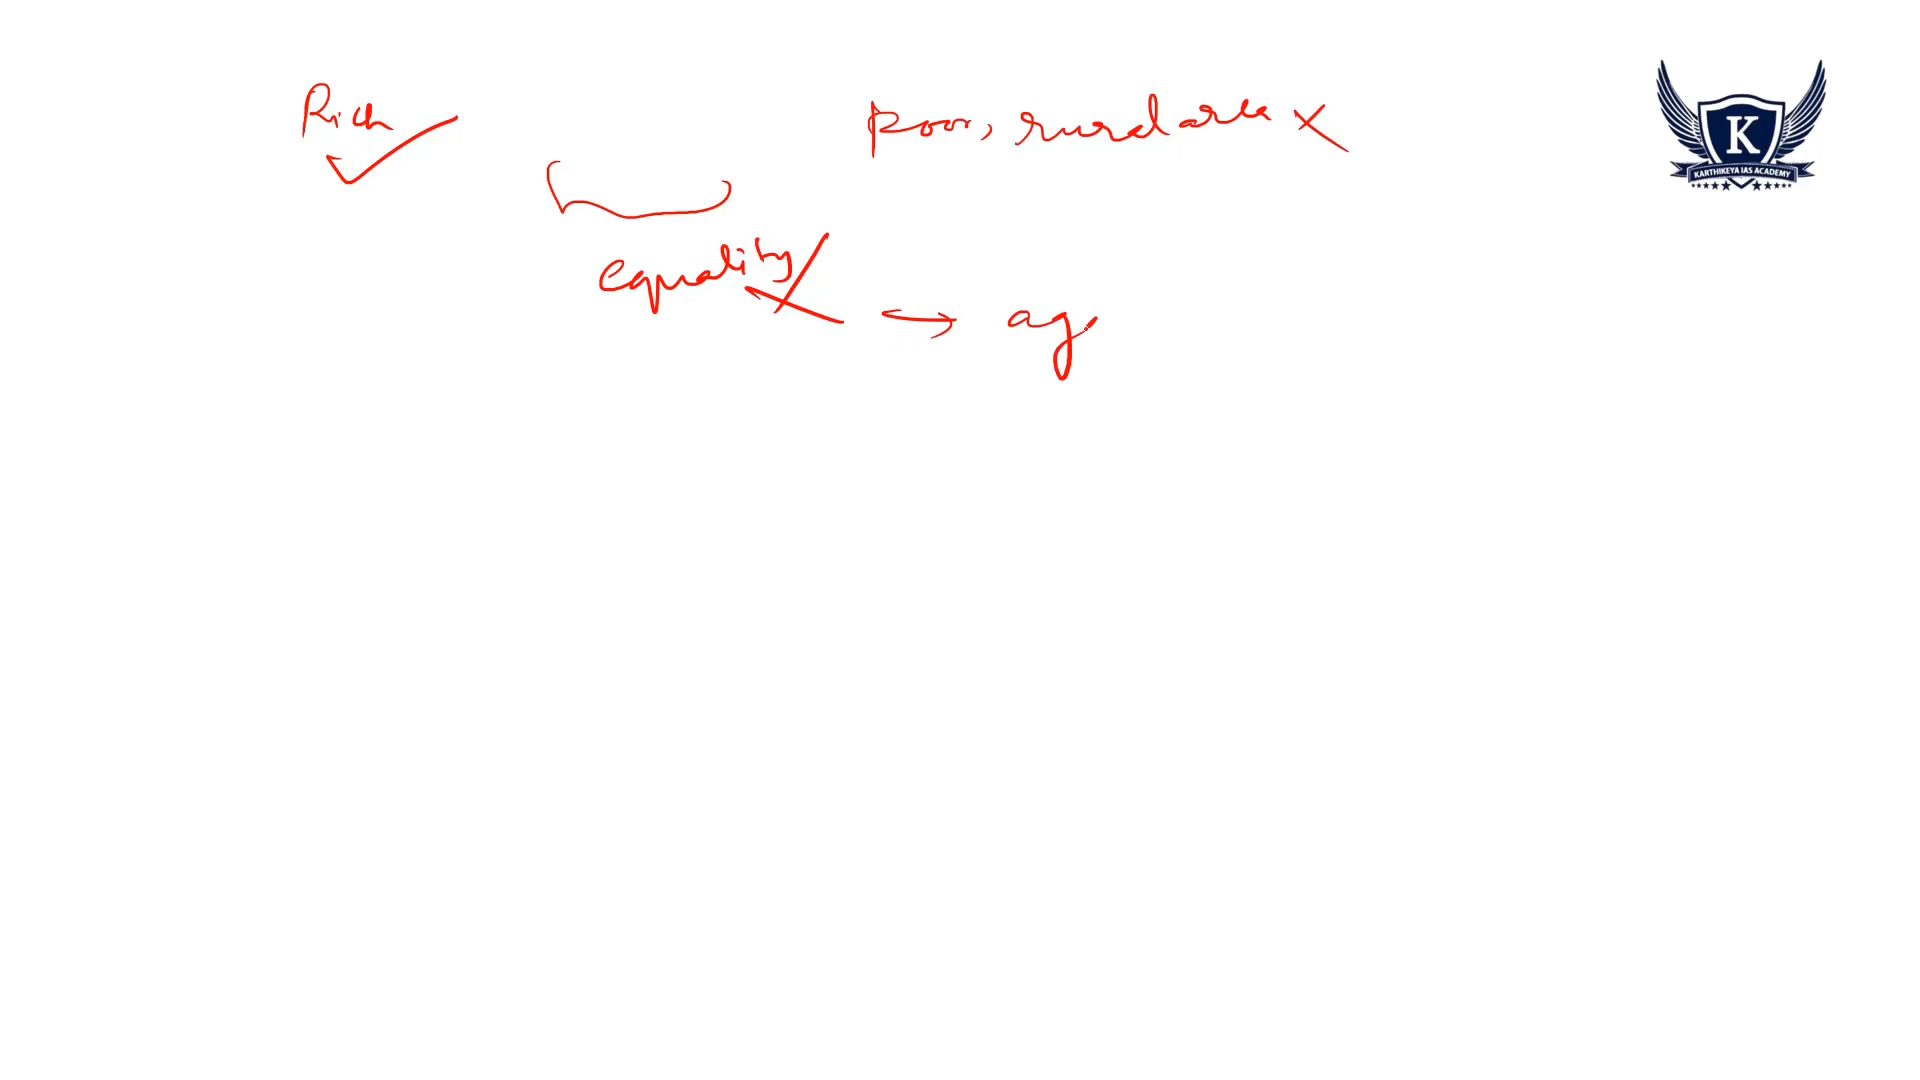 Rich
poor, rural area
equality
ag
K
KARTHIKEYA IAS ACADEMY